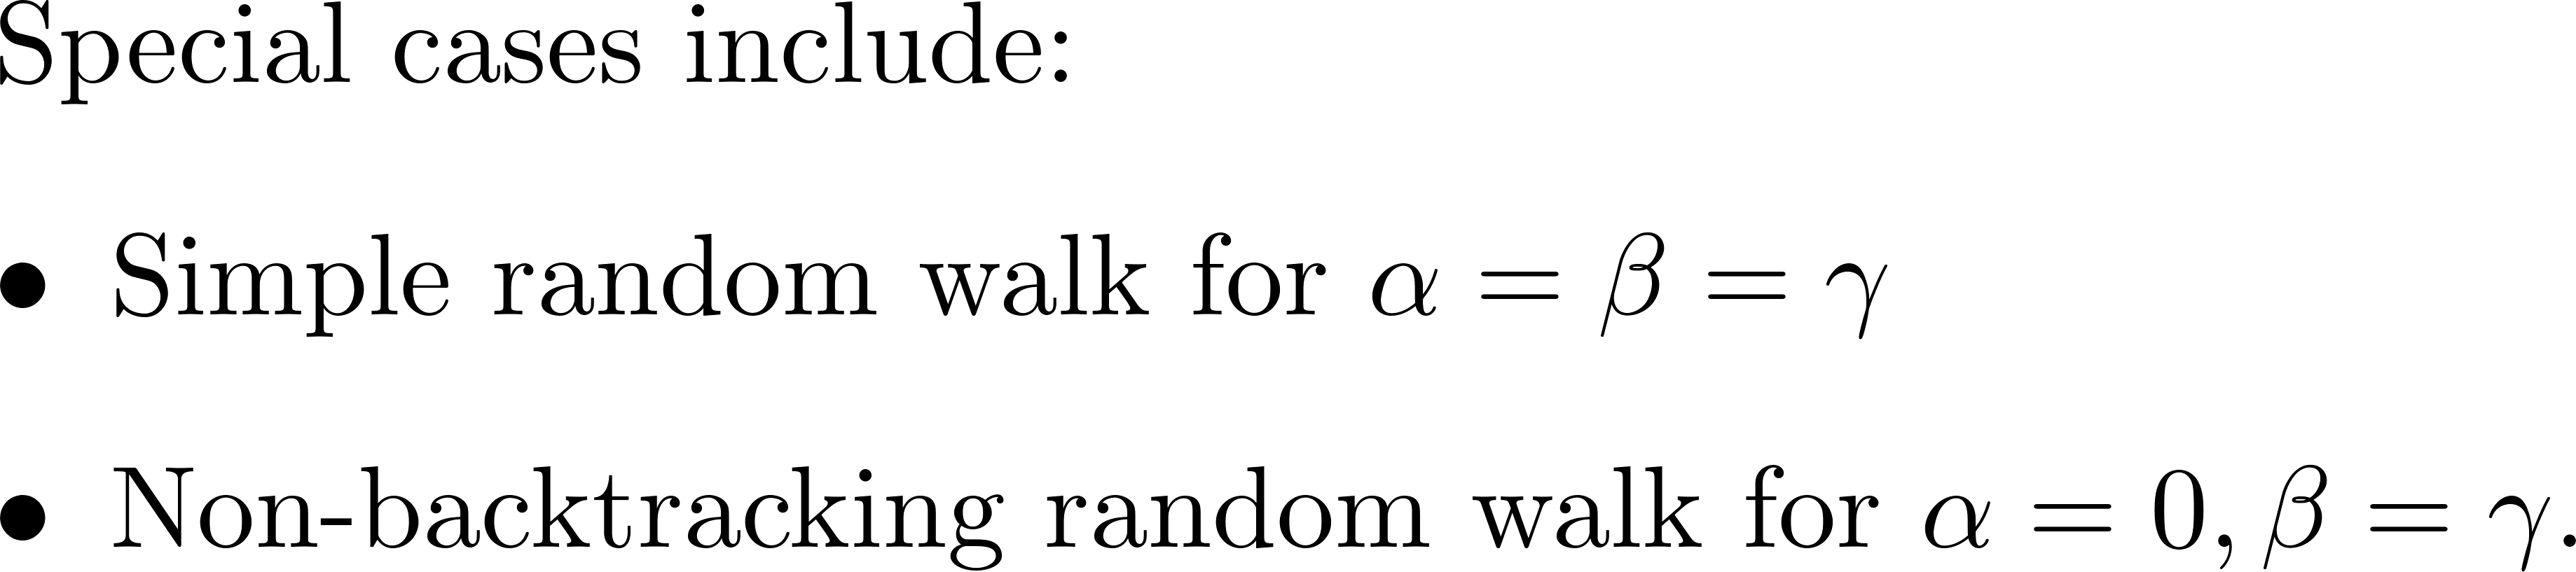 Special cases include:
• Simple random walk for α = β = γ
• Non-backtracking random walk for α = 0, β = γ.